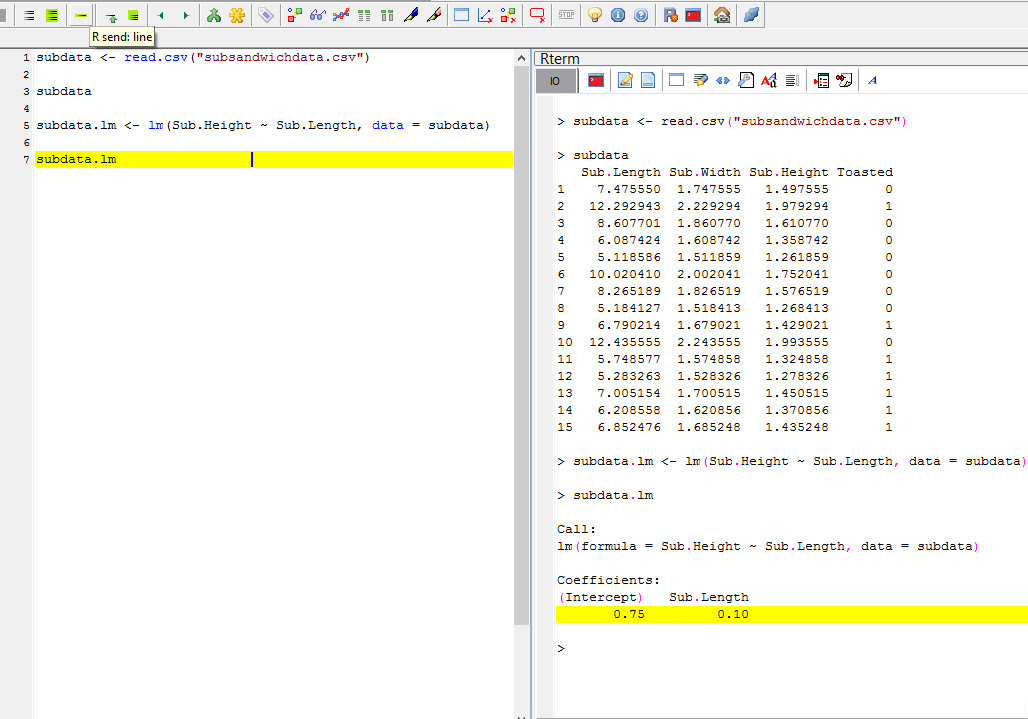 STOP
R send: line
1 subdata <- read.csv("subsandwichdata.csv")
2
3 subdata
4
5 subdata.lm <- lm(Sub.Height ~ Sub.Length, data = subdata)
6
7 subdata.lm
Rterm
IO
> subdata <- read.csv("subsandwichdata.csv")
> subdata
Sub.Length Sub.Width Sub.Height Toasted
1 7.475550 1.747555 1.497555 0
2 12.292943 2.229294 1.979294 1
3 8.607701 1.860770 1.610770 0
4 6.087424 1.608742 1.358742 0
5 5.118586 1.511859 1.261859 0
6 10.020410 2.002041 1.752041 0
7 8.265189 1.826519 1.576519 0
8 5.184127 1.518413 1.268413 0
9 6.790214 1.679021 1.429021 1
10 12.435555 2.243555 1.993555 0
11 5.748577 1.574858 1.324858 1
12 5.283263 1.528326 1.278326 1
13 7.005154 1.700515 1.450515 1
14 6.208558 1.620856 1.370856 1
15 6.852476 1.685248 1.435248 1
> subdata.lm <- lm(Sub.Height ~ Sub.Length, data = subdata)
> subdata.lm
Call:
lm(formula = Sub.Height ~ Sub.Length, data = subdata)
Coefficients:
(Intercept) Sub.Length
0.75 0.10
>